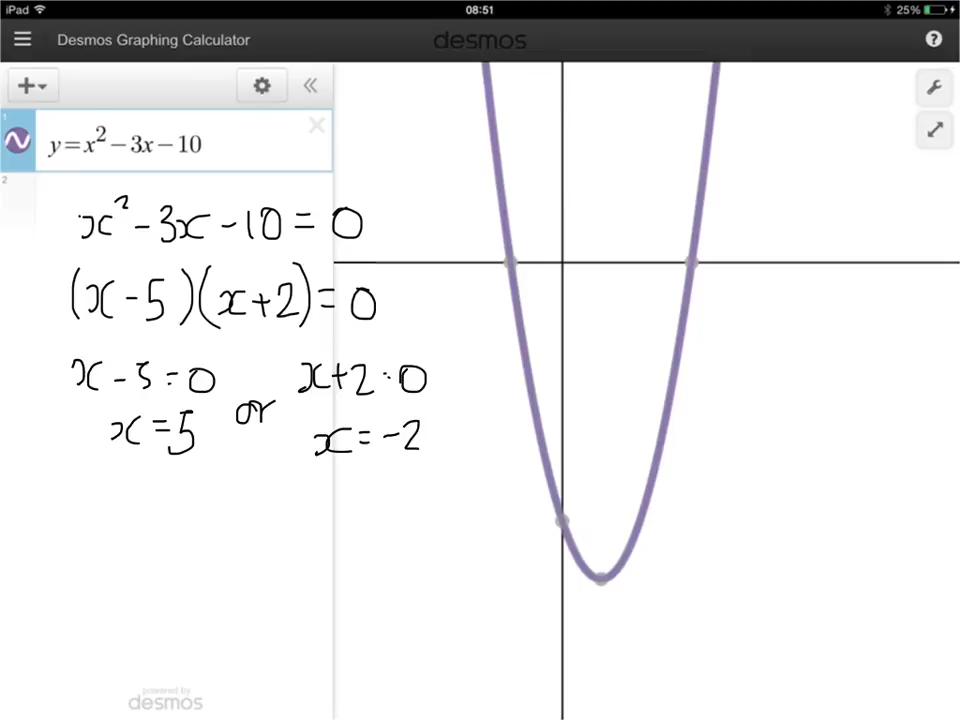 iPad 08:51 25%
Desmos Graphing Calculator desmos
1
y=x²−3x−10
2
x²-3x-10=0
(x-5)(x+2)=0
x-5=0 or x+2=0
x=5 x=-2
powered by
desmos